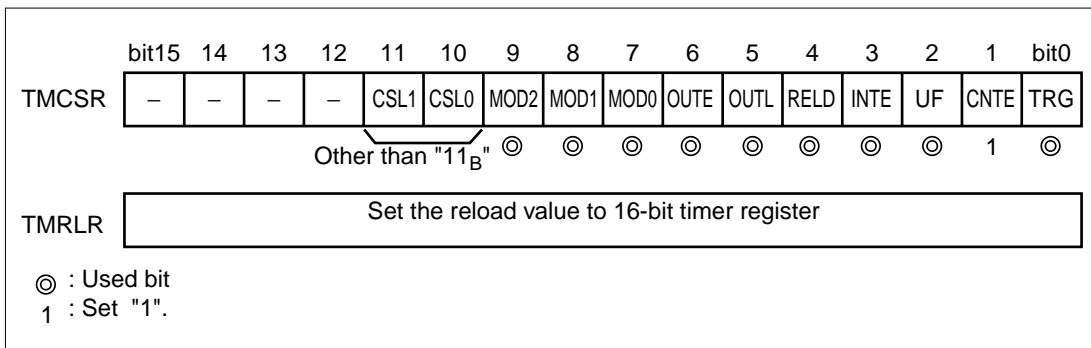 bit15 14 13 12 11 10 9 8 7 6 5 4 3 2 1 bit0
TMCSR – – – – CSL1 CSL0 MOD2 MOD1 MOD0 OUTE OUTL RELD INTE UF CNTE TRG
Other than "11B" ◎ ◎ ◎ ◎ ◎ ◎ ◎ ◎ 1 ◎
TMRLR Set the reload value to 16-bit timer register
◎ : Used bit
1 : Set "1".